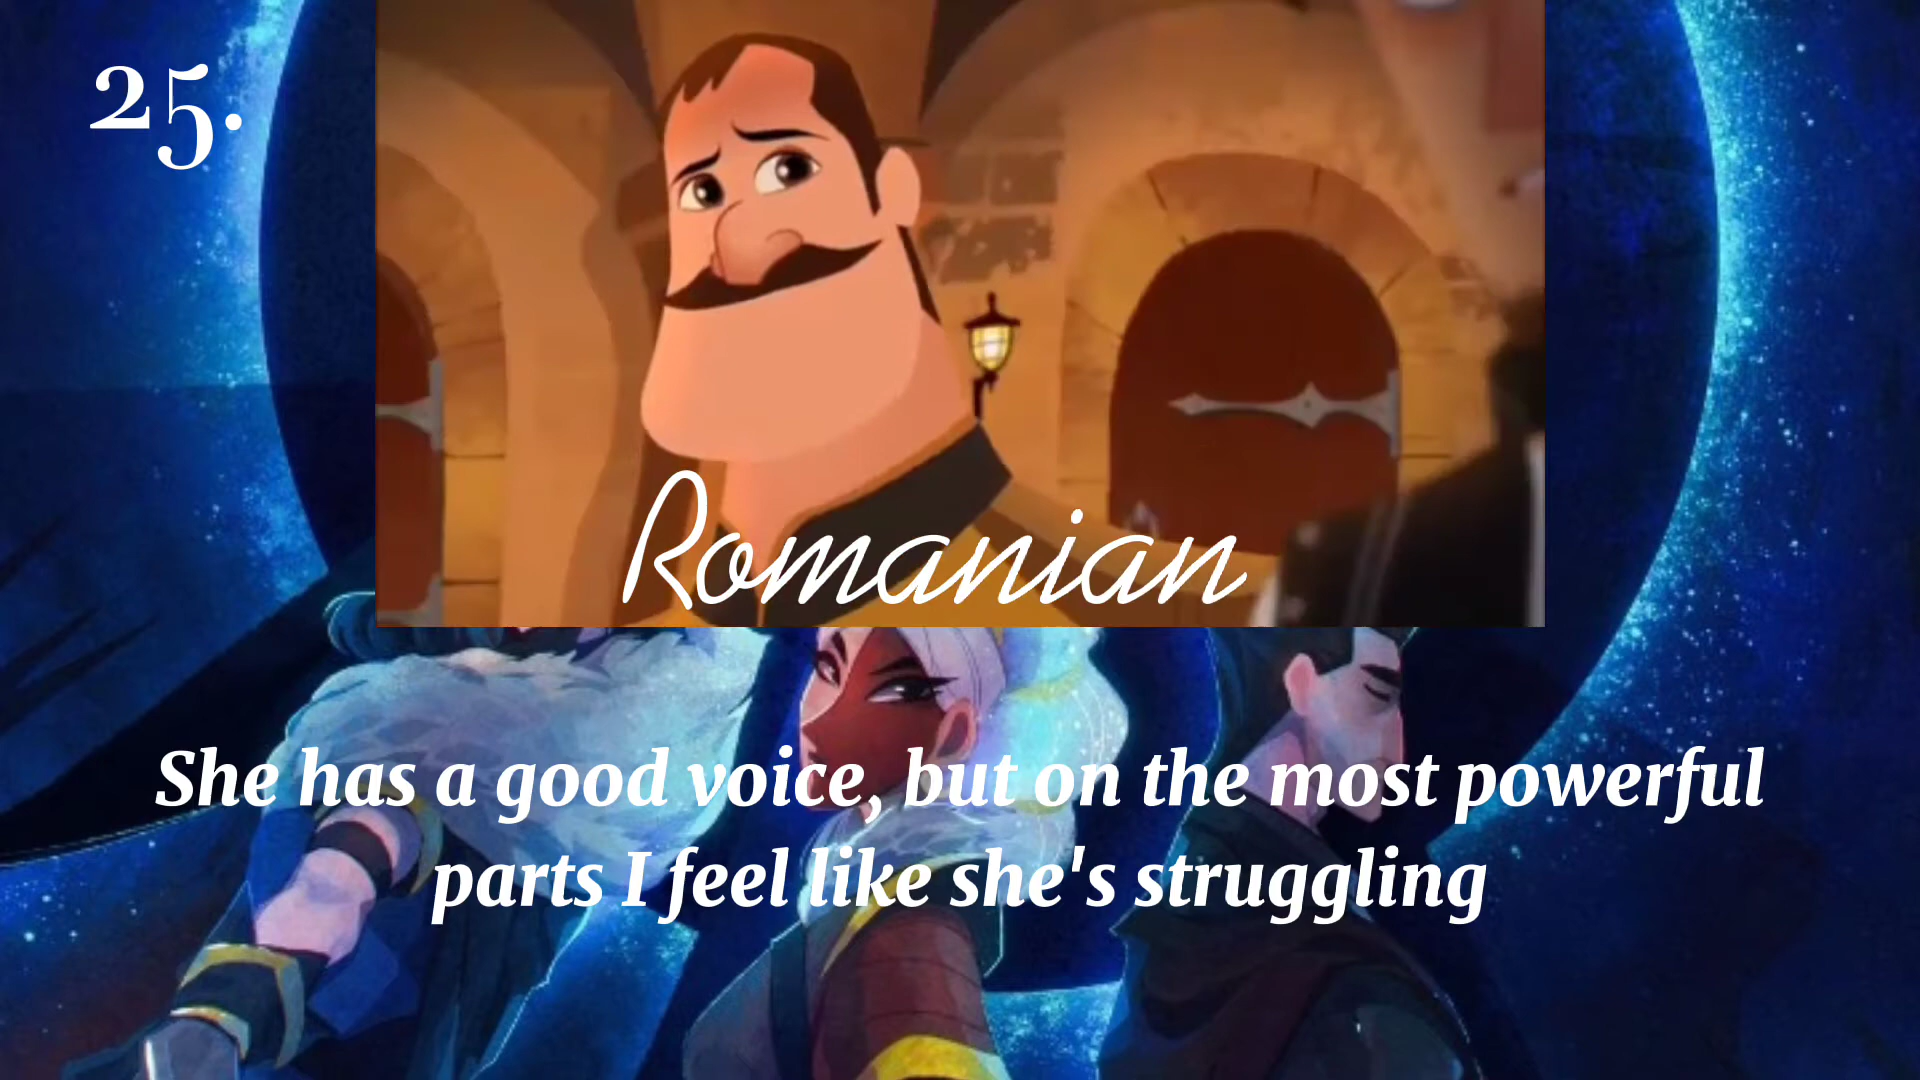 25.
Romanian
She has a good voice, but on the most powerful
parts I feel like she's struggling